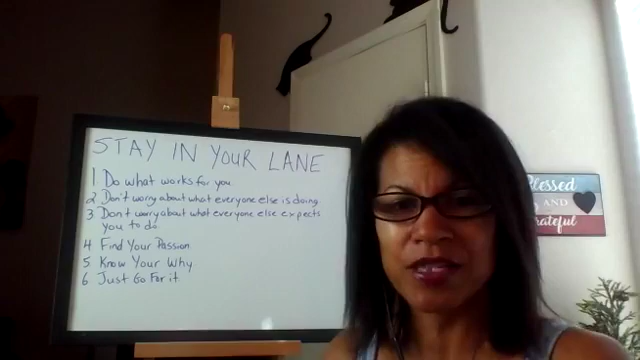 STAY IN YOUR LANE
1 Do what works for you
2 Don't worry about what everyone else is doing
3 Don't worry about what everyone else expects
you to do
4 Find Your Passion
5 Know Your Why
6 Just Go For it
Blessed
AND
Grateful